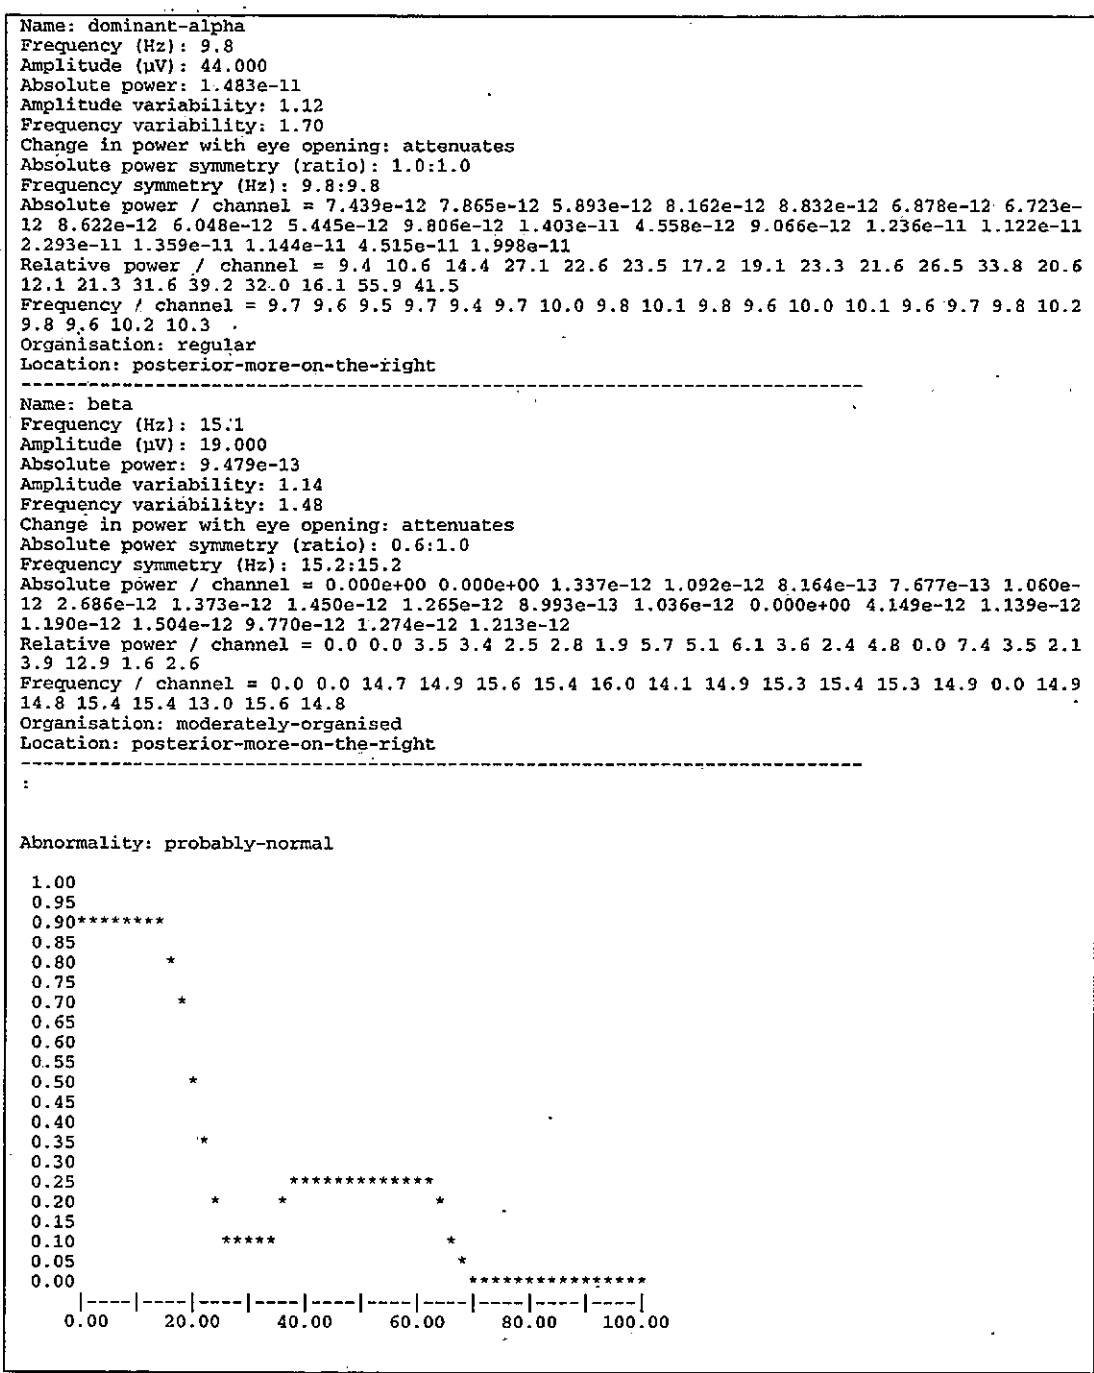 Name: dominant-alpha
Frequency (Hz): 9.8
Amplitude (µV): 44.000
Absolute power: 1.483e-11
Amplitude variability: 1.12
Frequency variability: 1.70
Change in power with eye opening: attenuates
Absolute power symmetry (ratio): 1.0:1.0
Frequency symmetry (Hz): 9.8:9.8
Absolute power / channel = 7.439e-12 7.865e-12 5.893e-12 8.162e-12 8.832e-12 6.878e-12 6.723e-
12 8.622e-12 6.048e-12 5.445e-12 9.806e-12 1.403e-11 4.558e-12 9.066e-12 1.236e-11 1.122e-11
2.293e-11 1.359e-11 1.144e-11 4.515e-11 1.998e-11
Relative power / channel = 9.4 10.6 14.4 27.1 22.6 23.5 17.2 19.1 23.3 21.6 26.5 33.8 20.6
12.1 21.3 31.6 39.2 32.0 16.1 55.9 41.5
Frequency / channel = 9.7 9.6 9.5 9.7 9.4 9.7 10.0 9.8 10.1 9.8 9.6 10.0 10.1 9.6 9.7 9.8 10.2
9.8 9.6 10.2 10.3
Organisation: regular
Location: posterior-more-on-the-right
--------------------------------------------------------------------------
Name: beta
Frequency (Hz): 15.1
Amplitude (µV): 19.000
Absolute power: 9.479e-13
Amplitude variability: 1.14
Frequency variability: 1.48
Change in power with eye opening: attenuates
Absolute power symmetry (ratio): 0.6:1.0
Frequency symmetry (Hz): 15.2:15.2
Absolute power / channel = 0.000e+00 0.000e+00 1.337e-12 1.092e-12 8.164e-13 7.677e-13 1.060e-
12 2.686e-12 1.373e-12 1.450e-12 1.265e-12 8.993e-13 1.036e-12 0.000e+00 4.149e-12 1.139e-12
1.190e-12 1.504e-12 9.770e-12 1.274e-12 1.213e-12
Relative power / channel = 0.0 0.0 3.5 3.4 2.5 2.8 1.9 5.7 5.1 6.1 3.6 2.4 4.8 0.0 7.4 3.5 2.1
3.9 12.9 1.6 2.6
Frequency / channel = 0.0 0.0 14.7 14.9 15.6 15.4 16.0 14.1 14.9 15.3 15.4 15.3 14.9 0.0 14.9
14.8 15.4 15.4 13.0 15.6 14.8
Organisation: moderately-organised
Location: posterior-more-on-the-right
--------------------------------------------------------------------------
:
Abnormality: probably-normal
1.00
0.95
0.90********
0.85
0.80 *
0.75
0.70 *
0.65
0.60
0.55
0.50 *
0.45
0.40
0.35 *
0.30
0.25 *************
0.20 * * *
0.15
0.10 ***** *
0.05 *
0.00 ****************
|----|----|----|----|----|----|----|----|----|----|
0.00 20.00 40.00 60.00 80.00 100.00